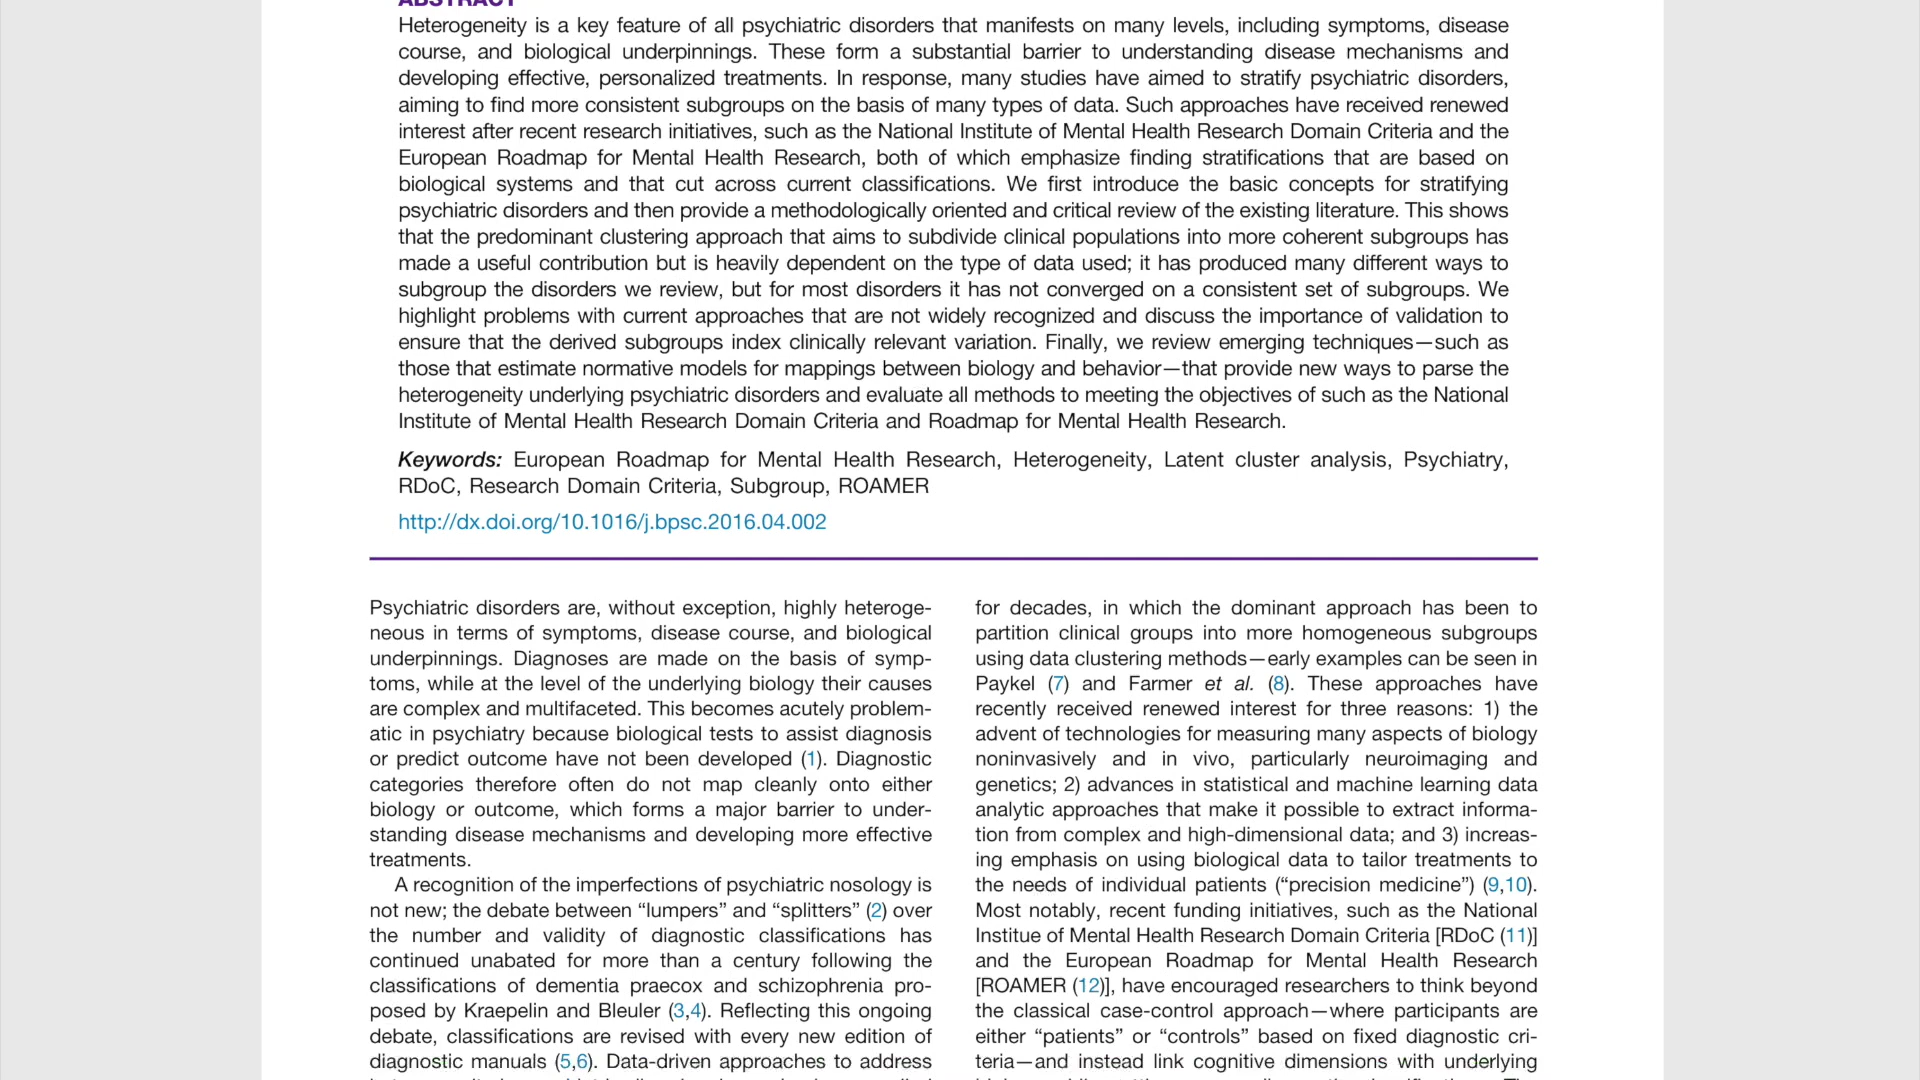 ABSTRACT
Heterogeneity is a key feature of all psychiatric disorders that manifests on many levels, including symptoms, disease
course, and biological underpinnings. These form a substantial barrier to understanding disease mechanisms and
developing effective, personalized treatments. In response, many studies have aimed to stratify psychiatric disorders,
aiming to find more consistent subgroups on the basis of many types of data. Such approaches have received renewed
interest after recent research initiatives, such as the National Institute of Mental Health Research Domain Criteria and the
European Roadmap for Mental Health Research, both of which emphasize finding stratifications that are based on
biological systems and that cut across current classifications. We first introduce the basic concepts for stratifying
psychiatric disorders and then provide a methodologically oriented and critical review of the existing literature. This shows
that the predominant clustering approach that aims to subdivide clinical populations into more coherent subgroups has
made a useful contribution but is heavily dependent on the type of data used; it has produced many different ways to
subgroup the disorders we review, but for most disorders it has not converged on a consistent set of subgroups. We
highlight problems with current approaches that are not widely recognized and discuss the importance of validation to
ensure that the derived subgroups index clinically relevant variation. Finally, we review emerging techniques—such as
those that estimate normative models for mappings between biology and behavior—that provide new ways to parse the
heterogeneity underlying psychiatric disorders and evaluate all methods to meeting the objectives of such as the National
Institute of Mental Health Research Domain Criteria and Roadmap for Mental Health Research.
Keywords: European Roadmap for Mental Health Research, Heterogeneity, Latent cluster analysis, Psychiatry,
RDoC, Research Domain Criteria, Subgroup, ROAMER
http://dx.doi.org/10.1016/j.bpsc.2016.04.002
Psychiatric disorders are, without exception, highly heteroge-
neous in terms of symptoms, disease course, and biological
underpinnings. Diagnoses are made on the basis of symp-
toms, while at the level of the underlying biology their causes
are complex and multifaceted. This becomes acutely problem-
atic in psychiatry because biological tests to assist diagnosis
or predict outcome have not been developed (1). Diagnostic
categories therefore often do not map cleanly onto either
biology or outcome, which forms a major barrier to under-
standing disease mechanisms and developing more effective
treatments.
A recognition of the imperfections of psychiatric nosology is
not new; the debate between “lumpers” and “splitters” (2) over
the number and validity of diagnostic classifications has
continued unabated for more than a century following the
classifications of dementia praecox and schizophrenia pro-
posed by Kraepelin and Bleuler (3,4). Reflecting this ongoing
debate, classifications are revised with every new edition of
diagnostic manuals (5,6). Data-driven approaches to address
for decades, in which the dominant approach has been to
partition clinical groups into more homogeneous subgroups
using data clustering methods—early examples can be seen in
Paykel (7) and Farmer et al. (8). These approaches have
recently received renewed interest for three reasons: 1) the
advent of technologies for measuring many aspects of biology
noninvasively and in vivo, particularly neuroimaging and
genetics; 2) advances in statistical and machine learning data
analytic approaches that make it possible to extract informa-
tion from complex and high-dimensional data; and 3) increas-
ing emphasis on using biological data to tailor treatments to
the needs of individual patients (“precision medicine”) (9,10).
Most notably, recent funding initiatives, such as the National
Institue of Mental Health Research Domain Criteria [RDoC (11)]
and the European Roadmap for Mental Health Research
[ROAMER (12)], have encouraged researchers to think beyond
the classical case-control approach—where participants are
either “patients” or “controls” based on fixed diagnostic cri-
teria—and instead link cognitive dimensions with underlying